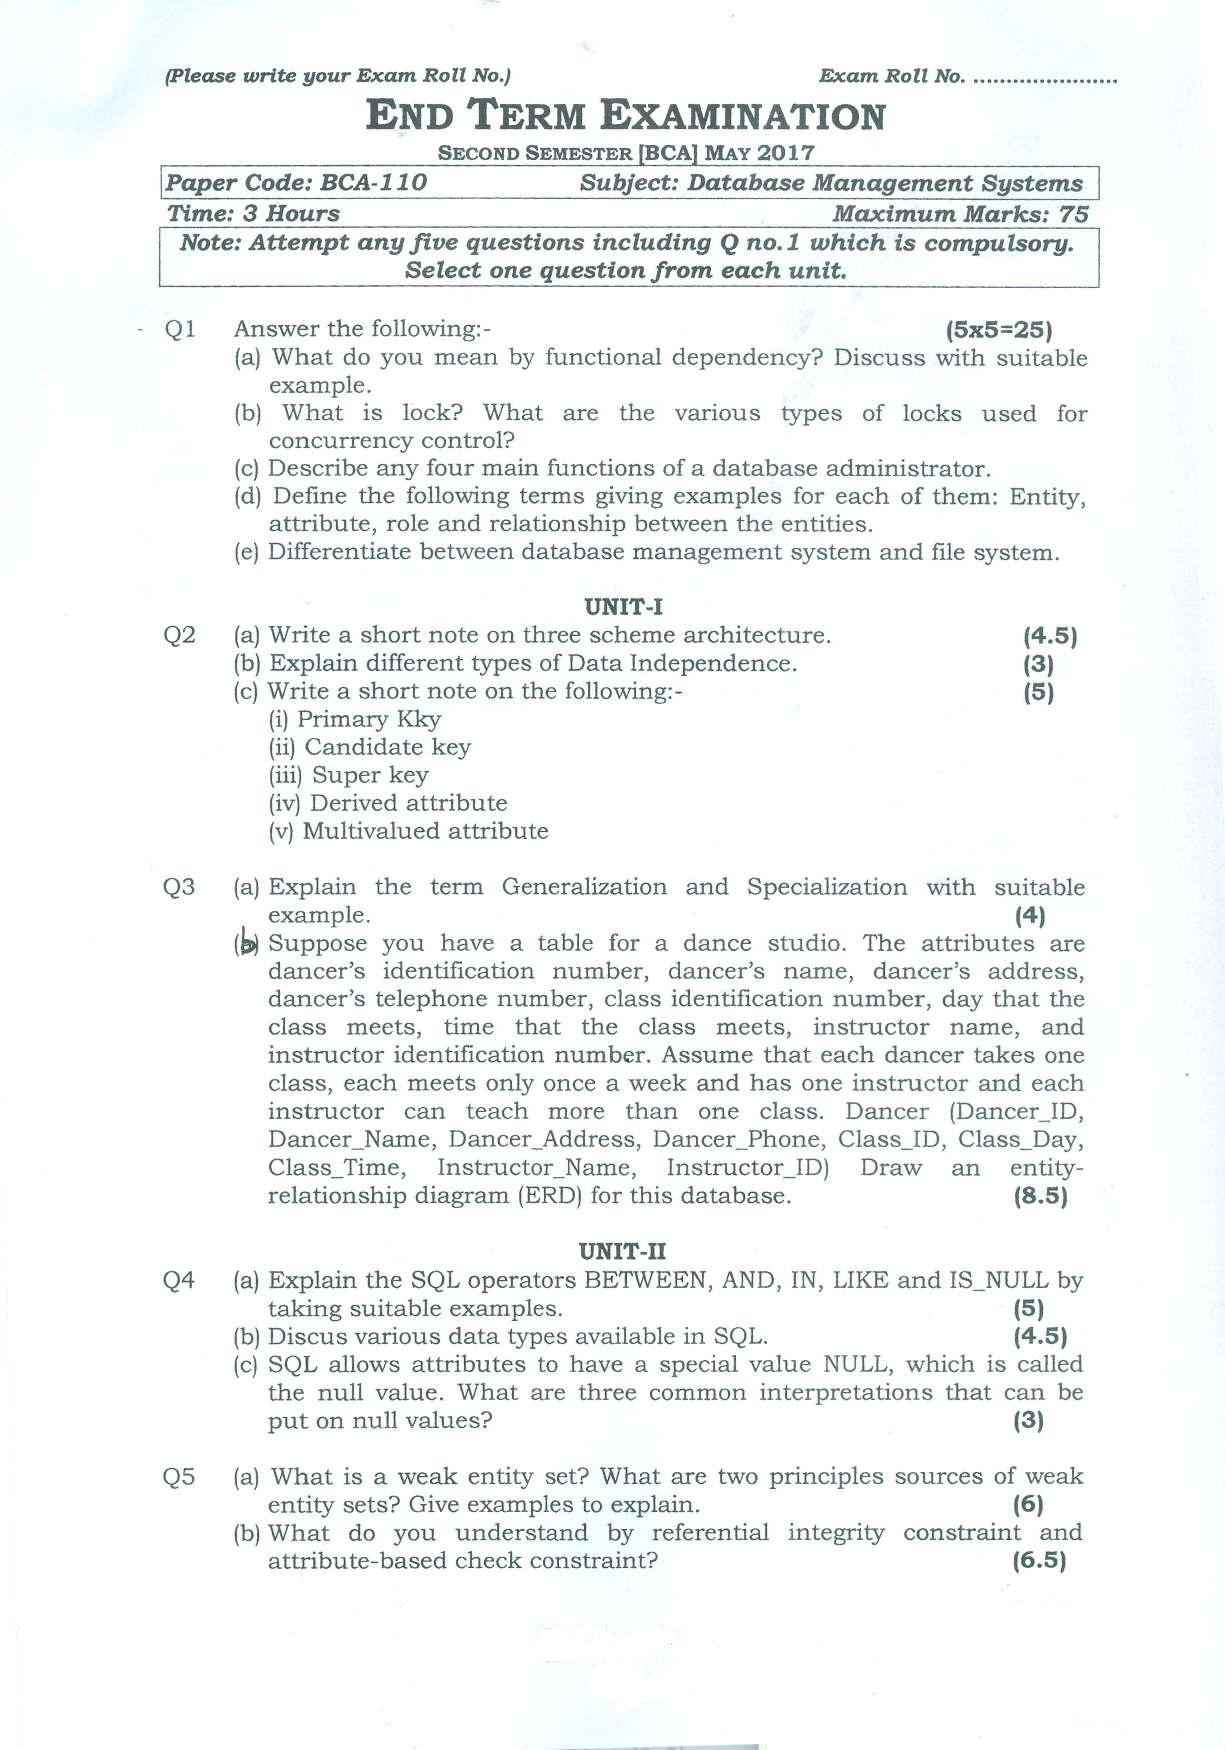 (Please write your Exam Roll No.) Exam Roll No. ......................
END TERM EXAMINATION
SECOND SEMESTER [BCA] MAY 2017
Paper Code: BCA-110 Subject: Database Management Systems
Time: 3 Hours Maximum Marks: 75
Note: Attempt any five questions including Q no.1 which is compulsory.
Select one question from each unit.
Q1 Answer the following:- (5x5=25)
(a) What do you mean by functional dependency? Discuss with suitable
example.
(b) What is lock? What are the various types of locks used for
concurrency control?
(c) Describe any four main functions of a database administrator.
(d) Define the following terms giving examples for each of them: Entity,
attribute, role and relationship between the entities.
(e) Differentiate between database management system and file system.
UNIT-I
Q2 (a) Write a short note on three scheme architecture. (4.5)
(b) Explain different types of Data Independence. (3)
(c) Write a short note on the following:- (5)
(i) Primary Kky
(ii) Candidate key
(iii) Super key
(iv) Derived attribute
(v) Multivalued attribute
Q3 (a) Explain the term Generalization and Specialization with suitable
example. (4)
(b) Suppose you have a table for a dance studio. The attributes are
dancer's identification number, dancer's name, dancer's address,
dancer's telephone number, class identification number, day that the
class meets, time that the class meets, instructor name, and
instructor identification number. Assume that each dancer takes one
class, each meets only once a week and has one instructor and each
instructor can teach more than one class. Dancer (Dancer_ID,
Dancer_Name, Dancer_Address, Dancer_Phone, Class_ID, Class_Day,
Class_Time, Instructor_Name, Instructor_ID) Draw an entity-
relationship diagram (ERD) for this database. (8.5)
UNIT-II
Q4 (a) Explain the SQL operators BETWEEN, AND, IN, LIKE and IS_NULL by
taking suitable examples. (5)
(b) Discus various data types available in SQL. (4.5)
(c) SQL allows attributes to have a special value NULL, which is called
the null value. What are three common interpretations that can be
put on null values? (3)
Q5 (a) What is a weak entity set? What are two principles sources of weak
entity sets? Give examples to explain. (6)
(b) What do you understand by referential integrity constraint and
attribute-based check constraint? (6.5)